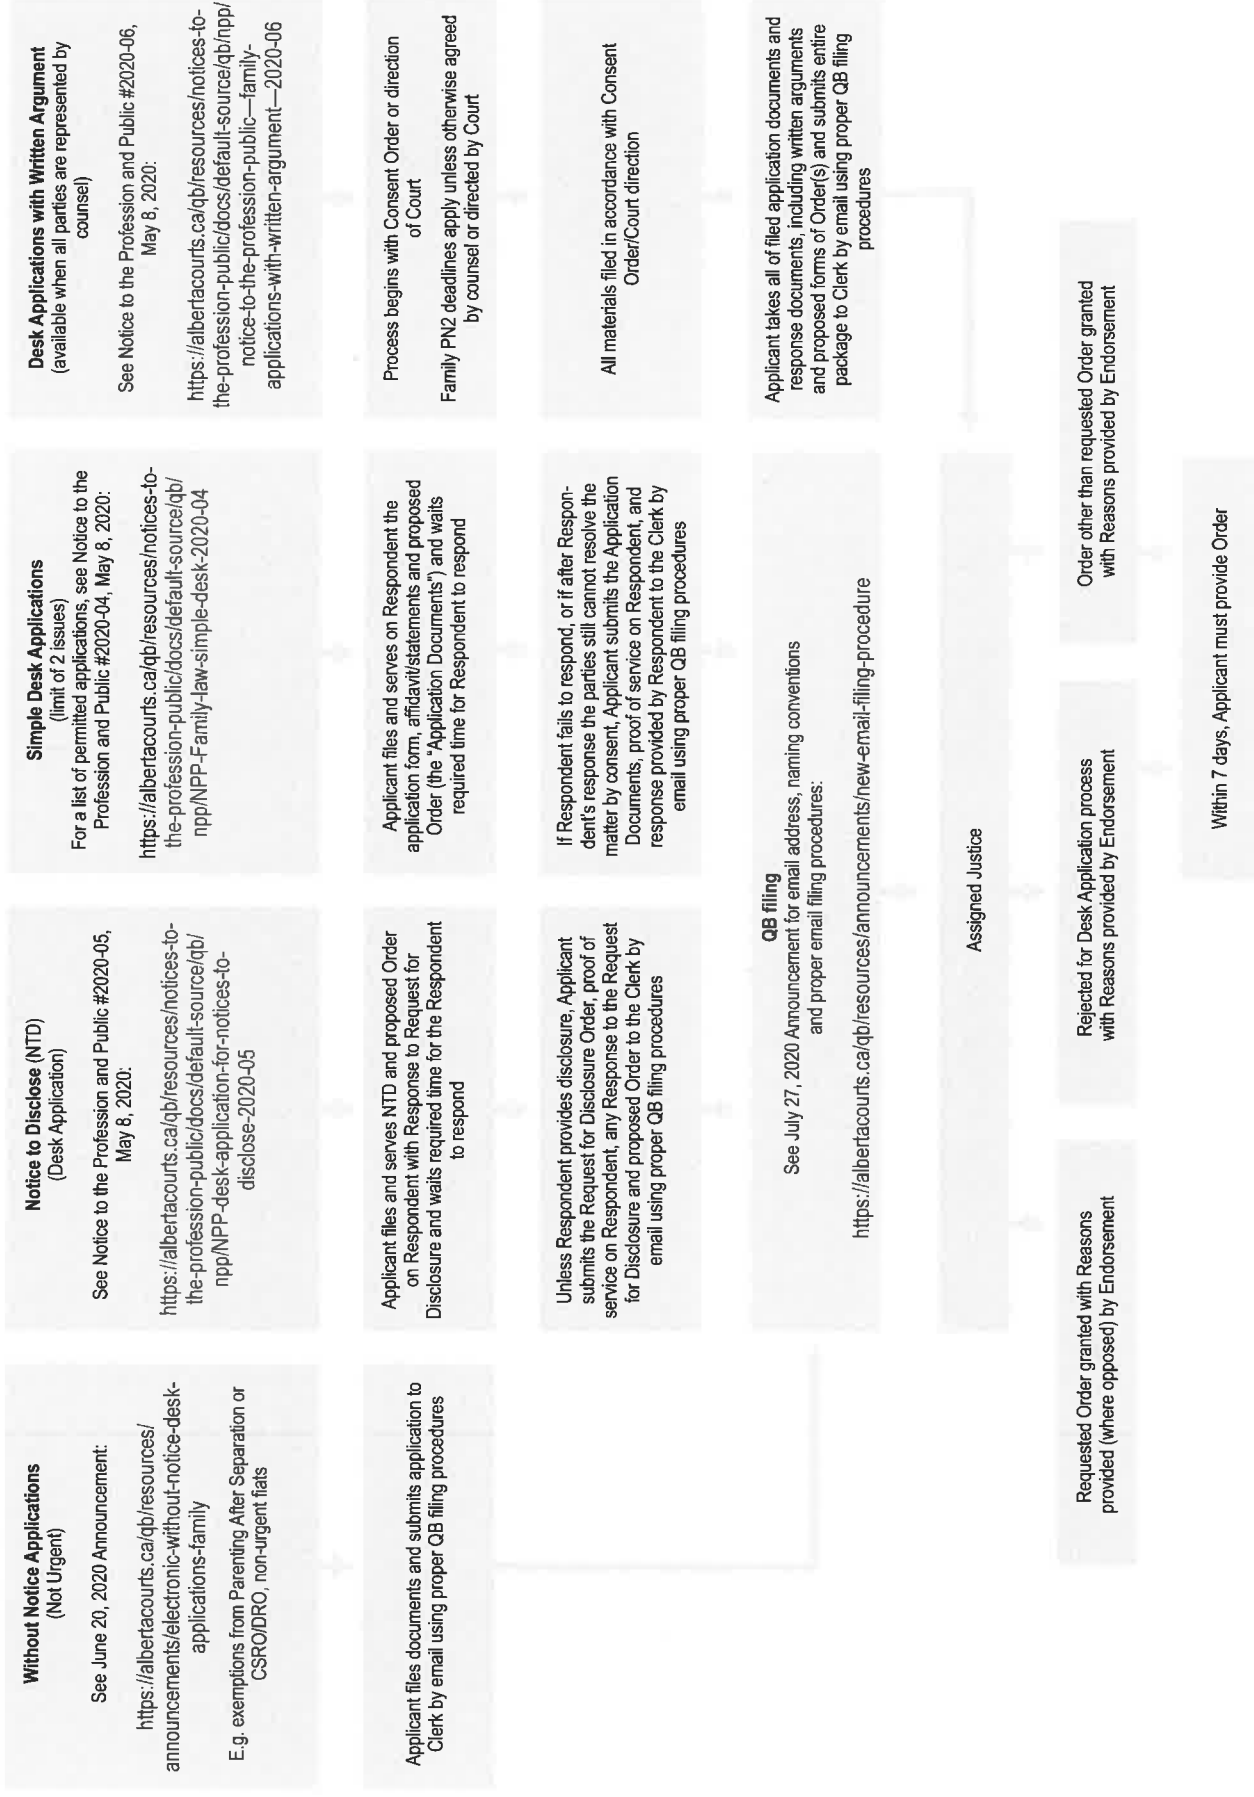 Without Notice Applications
(Not Urgent)
See June 20, 2020 Announcement:
https://albertacourts.ca/qb/resources/
announcements/electronic-without-notice-desk-
applications-family
E.g. exemptions from Parenting After Separation or
CSRO/DRO, non-urgent fiats
Applicant files documents and submits application to
Clerk by email using proper QB filing procedures
Notice to Disclose (NTD)
(Desk Application)
See Notice to the Profession and Public #2020-05,
May 8, 2020:
https://albertacourts.ca/qb/resources/notices-to-
the-profession-public/docs/default-source/qb/
npp/NPP-desk-application-for-notices-to-
disclose-2020-05
Applicant files and serves NTD and proposed Order
on Respondent with Response to Request for
Disclosure and waits required time for the Respondent
to respond
Unless Respondent provides disclosure, Applicant
submits the Request for Disclosure Order, proof of
service on Respondent, any Response to the Request
for Disclosure and proposed Order to the Clerk by
email using proper QB filing procedures
Simple Desk Applications
(limit of 2 issues)
For a list of permitted applications, see Notice to the
Profession and Public #2020-04, May 8, 2020:
https://albertacourts.ca/qb/resources/notices-to-
the-profession-public/docs/default-source/qb/
npp/NPP-Family-law-simple-desk-2020-04
Applicant files and serves on Respondent the
application form, affidavit/statements and proposed
Order (the "Application Documents") and waits
required time for Respondent to respond
If Respondent fails to respond, or if after Respon-
dent's response the parties still cannot resolve the
matter by consent, Applicant submits the Application
Documents, proof of service on Respondent, and
response provided by Respondent to the Clerk by
email using proper QB filing procedures
Desk Applications with Written Argument
(available when all parties are represented by
counsel)
See Notice to the Profession and Public #2020-06,
May 8, 2020:
https://albertacourts.ca/qb/resources/notices-to-
the-profession-public/docs/default-source/qb/npp/
notice-to-the-profession-public—family-
applications-with-written-argument—2020-06
Process begins with Consent Order or direction
of Court
Family PN2 deadlines apply unless otherwise agreed
by counsel or directed by Court
All materials filed in accordance with Consent
Order/Court direction
Applicant takes all of filed application documents and
response documents, including written arguments
and proposed forms of Order(s) and submits entire
package to Clerk by email using proper QB filing
procedures
QB filing
See July 27, 2020 Announcement for email address, naming conventions
and proper email filing procedures:
https://albertacourts.ca/qb/resources/announcements/new-email-filing-procedure
Assigned Justice
Requested Order granted with Reasons
provided (where opposed) by Endorsement
Rejected for Desk Application process
with Reasons provided by Endorsement
Order other than requested Order granted
with Reasons provided by Endorsement
Within 7 days, Applicant must provide Order